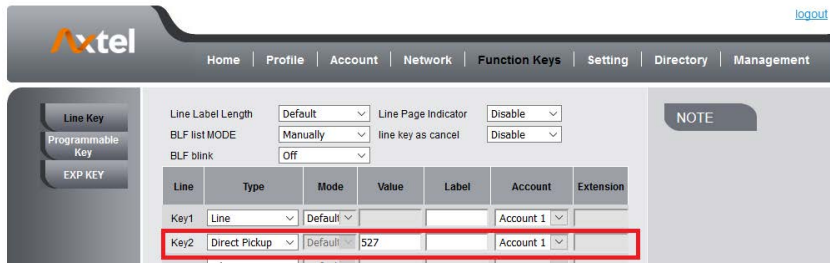 logout
Axtel
Home | Profile | Account | Network | Function Keys | Setting | Directory | Management
Line Key
Programmable Key
EXP KEY
Line Label Length Default Line Page Indicator Disable
BLF list MODE Manually line key as cancel Disable
BLF blink Off
NOTE
Line Type Mode Value Label Account Extension
Key1 Line Default Account 1
Key2 Direct Pickup Default 527 Account 1